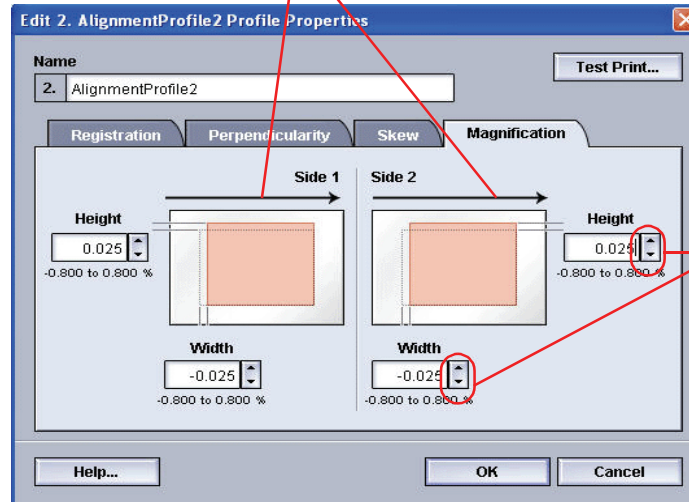 Edit 2. AlignmentProfile2 Profile Properties
Name
2. AlignmentProfile2
Test Print...
Registration Perpendicularity Skew Magnification
Side 1 Side 2
Height
0.025
-0.800 to 0.800 %
Width
-0.025
-0.800 to 0.800 %
Height
0.025
-0.800 to 0.800 %
Width
-0.025
-0.800 to 0.800 %
Help... OK Cancel